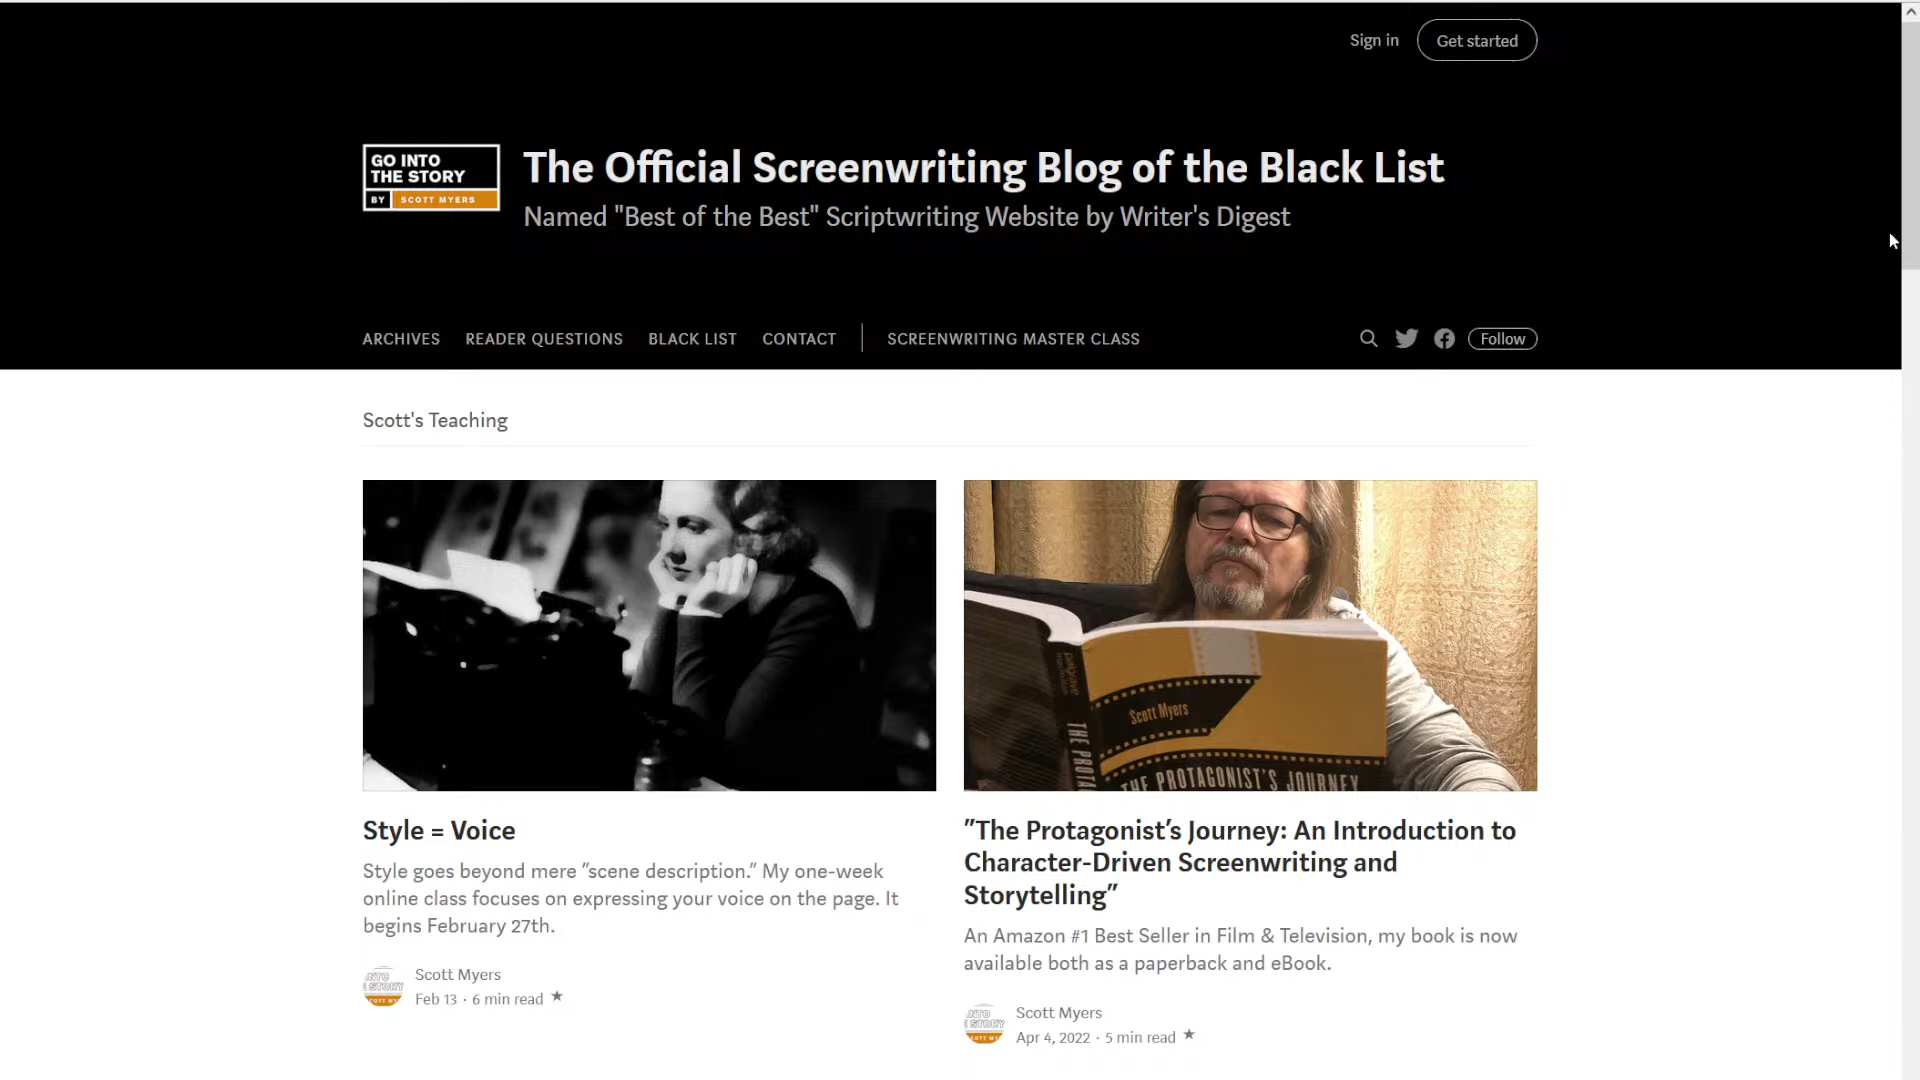 Sign in
Get started
GO INTO
THE STORY
BY SCOTT MYERS
The Official Screenwriting Blog of the Black List
Named "Best of the Best" Scriptwriting Website by Writer's Digest
ARCHIVES READER QUESTIONS BLACK LIST CONTACT SCREENWRITING MASTER CLASS
Follow
Scott's Teaching
Scott Myers
THE PROTAGONIST'S JOURNEY
Style = Voice
Style goes beyond mere “scene description.” My one-week
online class focuses on expressing your voice on the page. It
begins February 27th.
Scott Myers
Feb 13 · 6 min read ★
”The Protagonist’s Journey: An Introduction to
Character-Driven Screenwriting and
Storytelling”
An Amazon #1 Best Seller in Film & Television, my book is now
available both as a paperback and eBook.
Scott Myers
Apr 4, 2022 · 5 min read ★